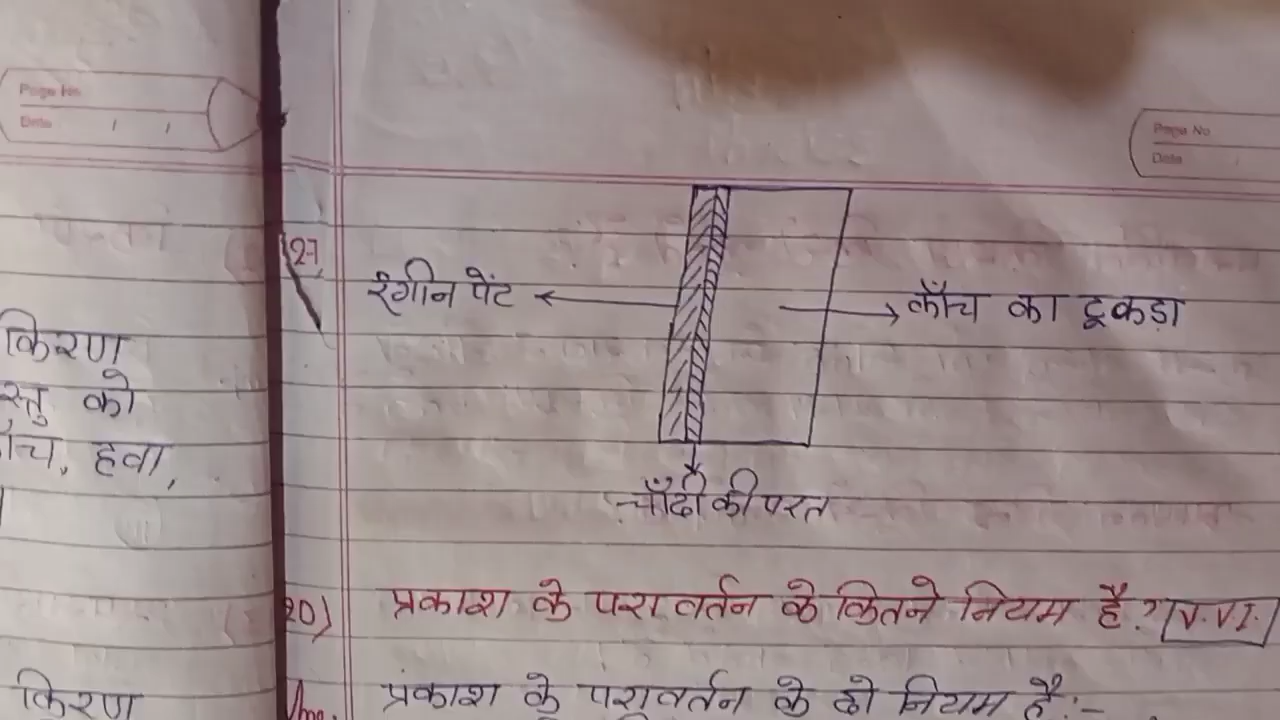 Page No
Date / /
Page No
Date
किरण
स्तु को
हवा,
किरण
27
रंगीन पेंट
काँच का टूकड़ा
चाँदी की परत
20) प्रकाश के परावर्तन के कितने नियम है? V.V.I.
Ans. प्रकाश के परावर्तन के दो नियम है:-